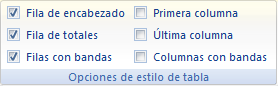 Fila de encabezado Primera columna
Fila de totales Última columna
Filas con bandas Columnas con bandas
Opciones de estilo de tabla